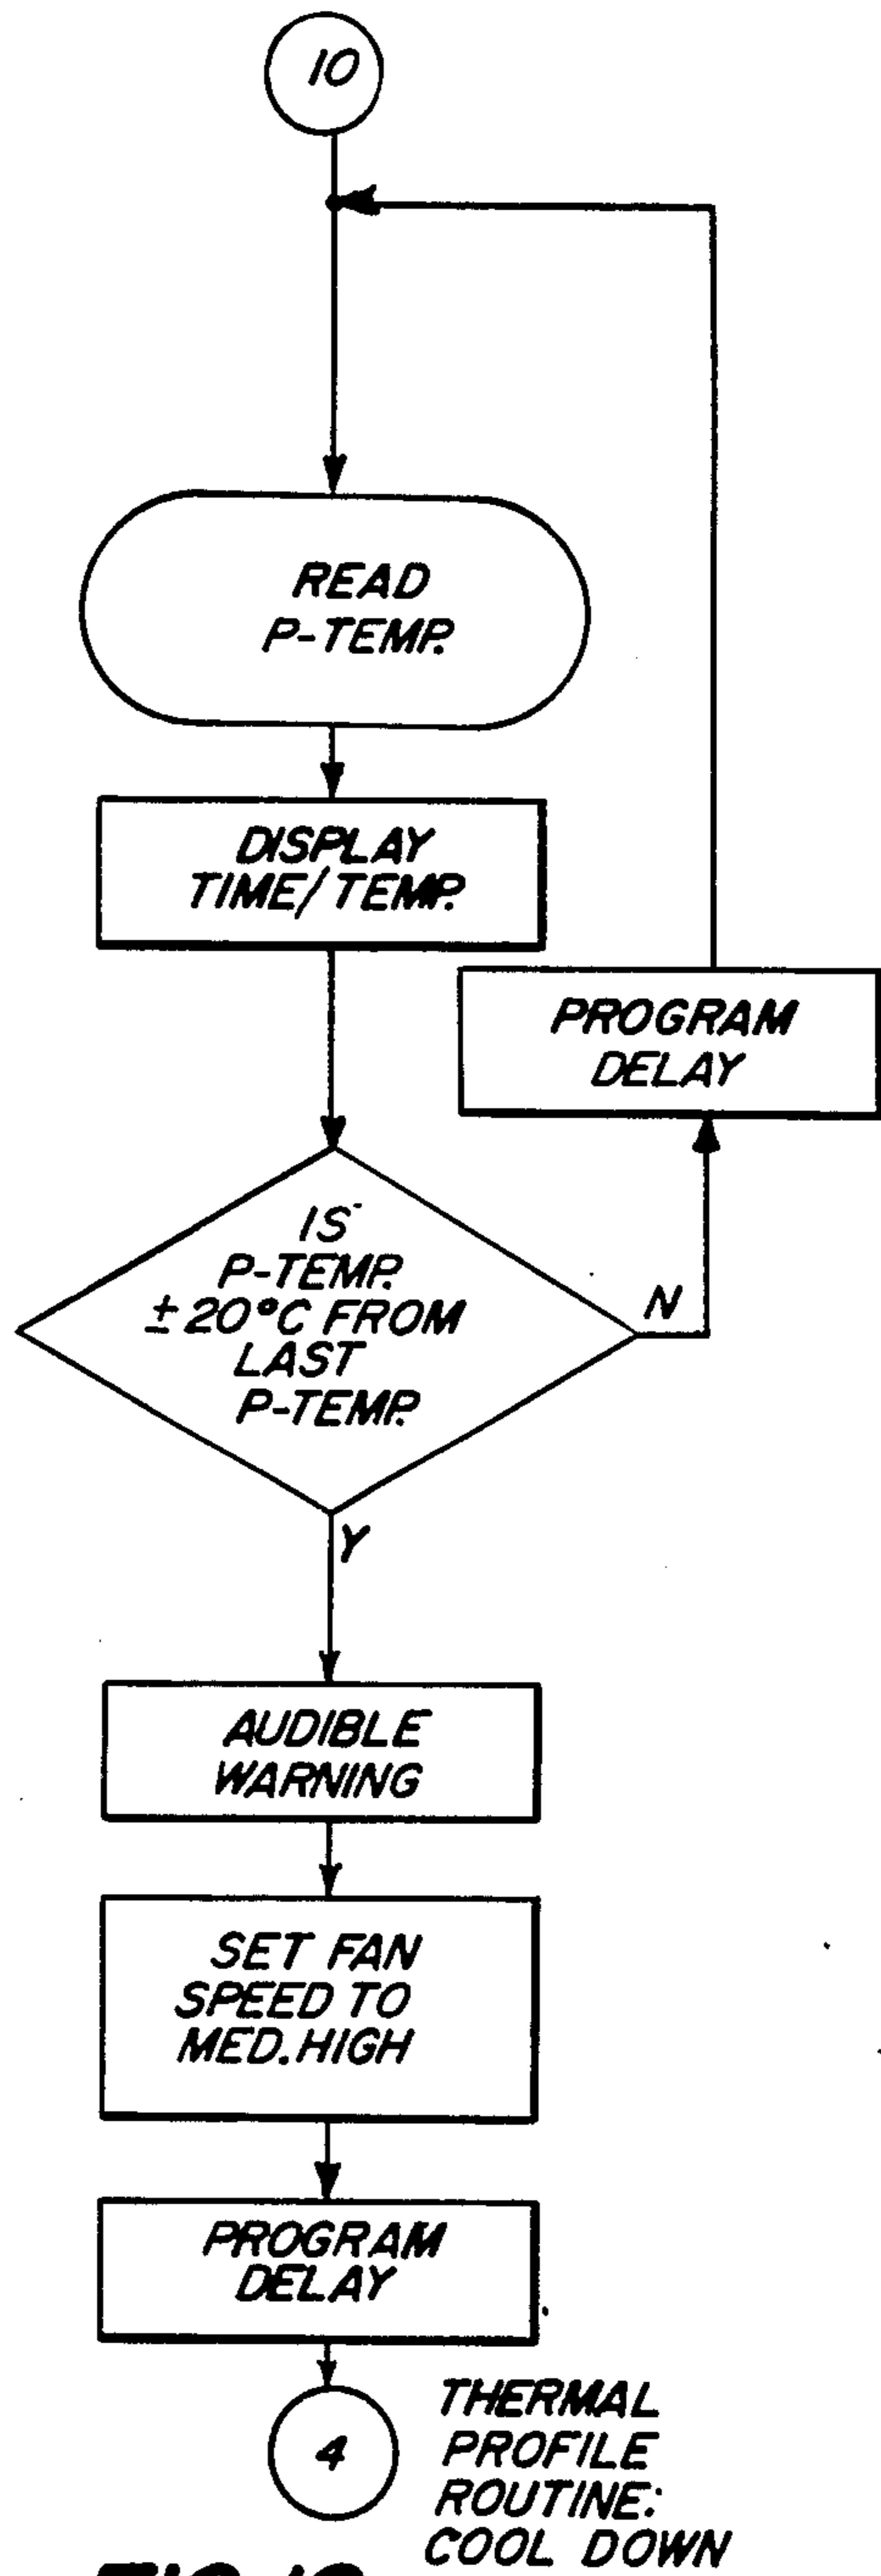 10
READ
P-TEMP.
DISPLAY
TIME/TEMP.
PROGRAM
DELAY
IS
P-TEMP.
±20°C FROM
LAST
P-TEMP.
N
Y
AUDIBLE
WARNING
SET FAN
SPEED TO
MED.HIGH
PROGRAM
DELAY
4
THERMAL
PROFILE
ROUTINE:
COOL DOWN